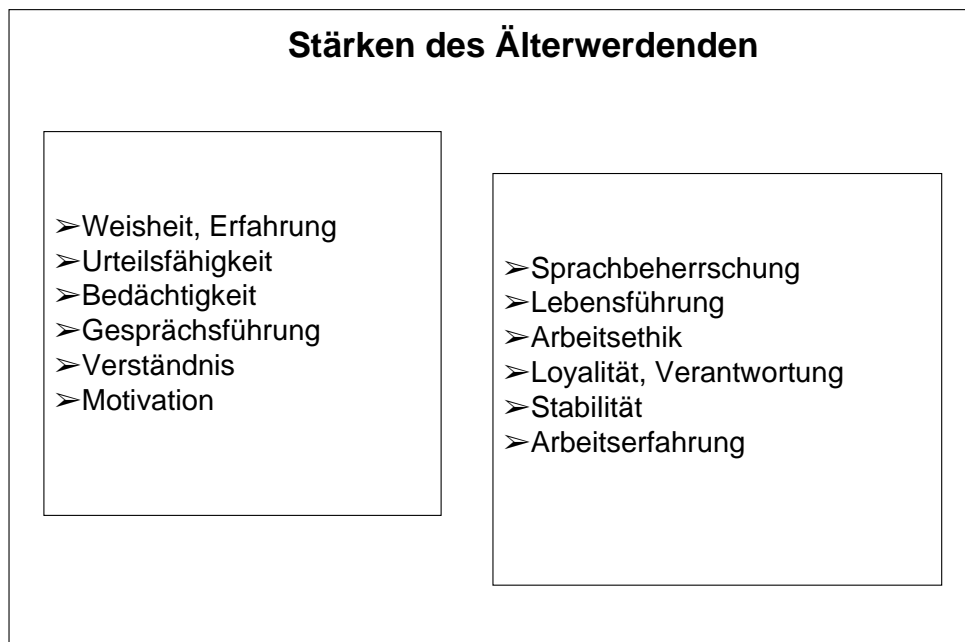 Stärken des Älterwerdenden
➢Weisheit, Erfahrung
➢Urteilsfähigkeit
➢Bedächtigkeit
➢Gesprächsführung
➢Verständnis
➢Motivation
➢Sprachbeherrschung
➢Lebensführung
➢Arbeitsethik
➢Loyalität, Verantwortung
➢Stabilität
➢Arbeitserfahrung